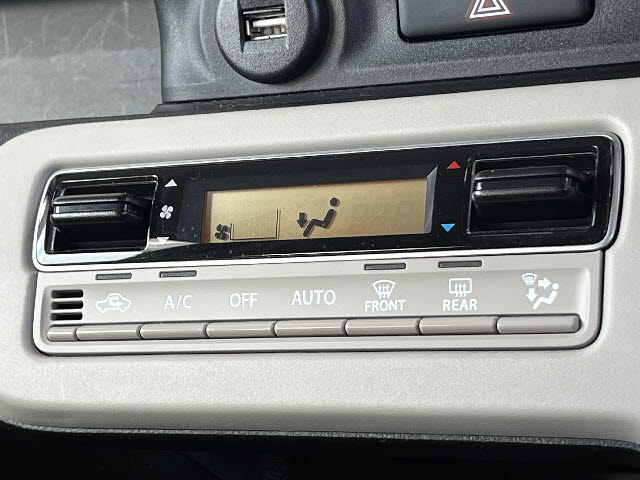 A/C OFF AUTO FRONT REAR